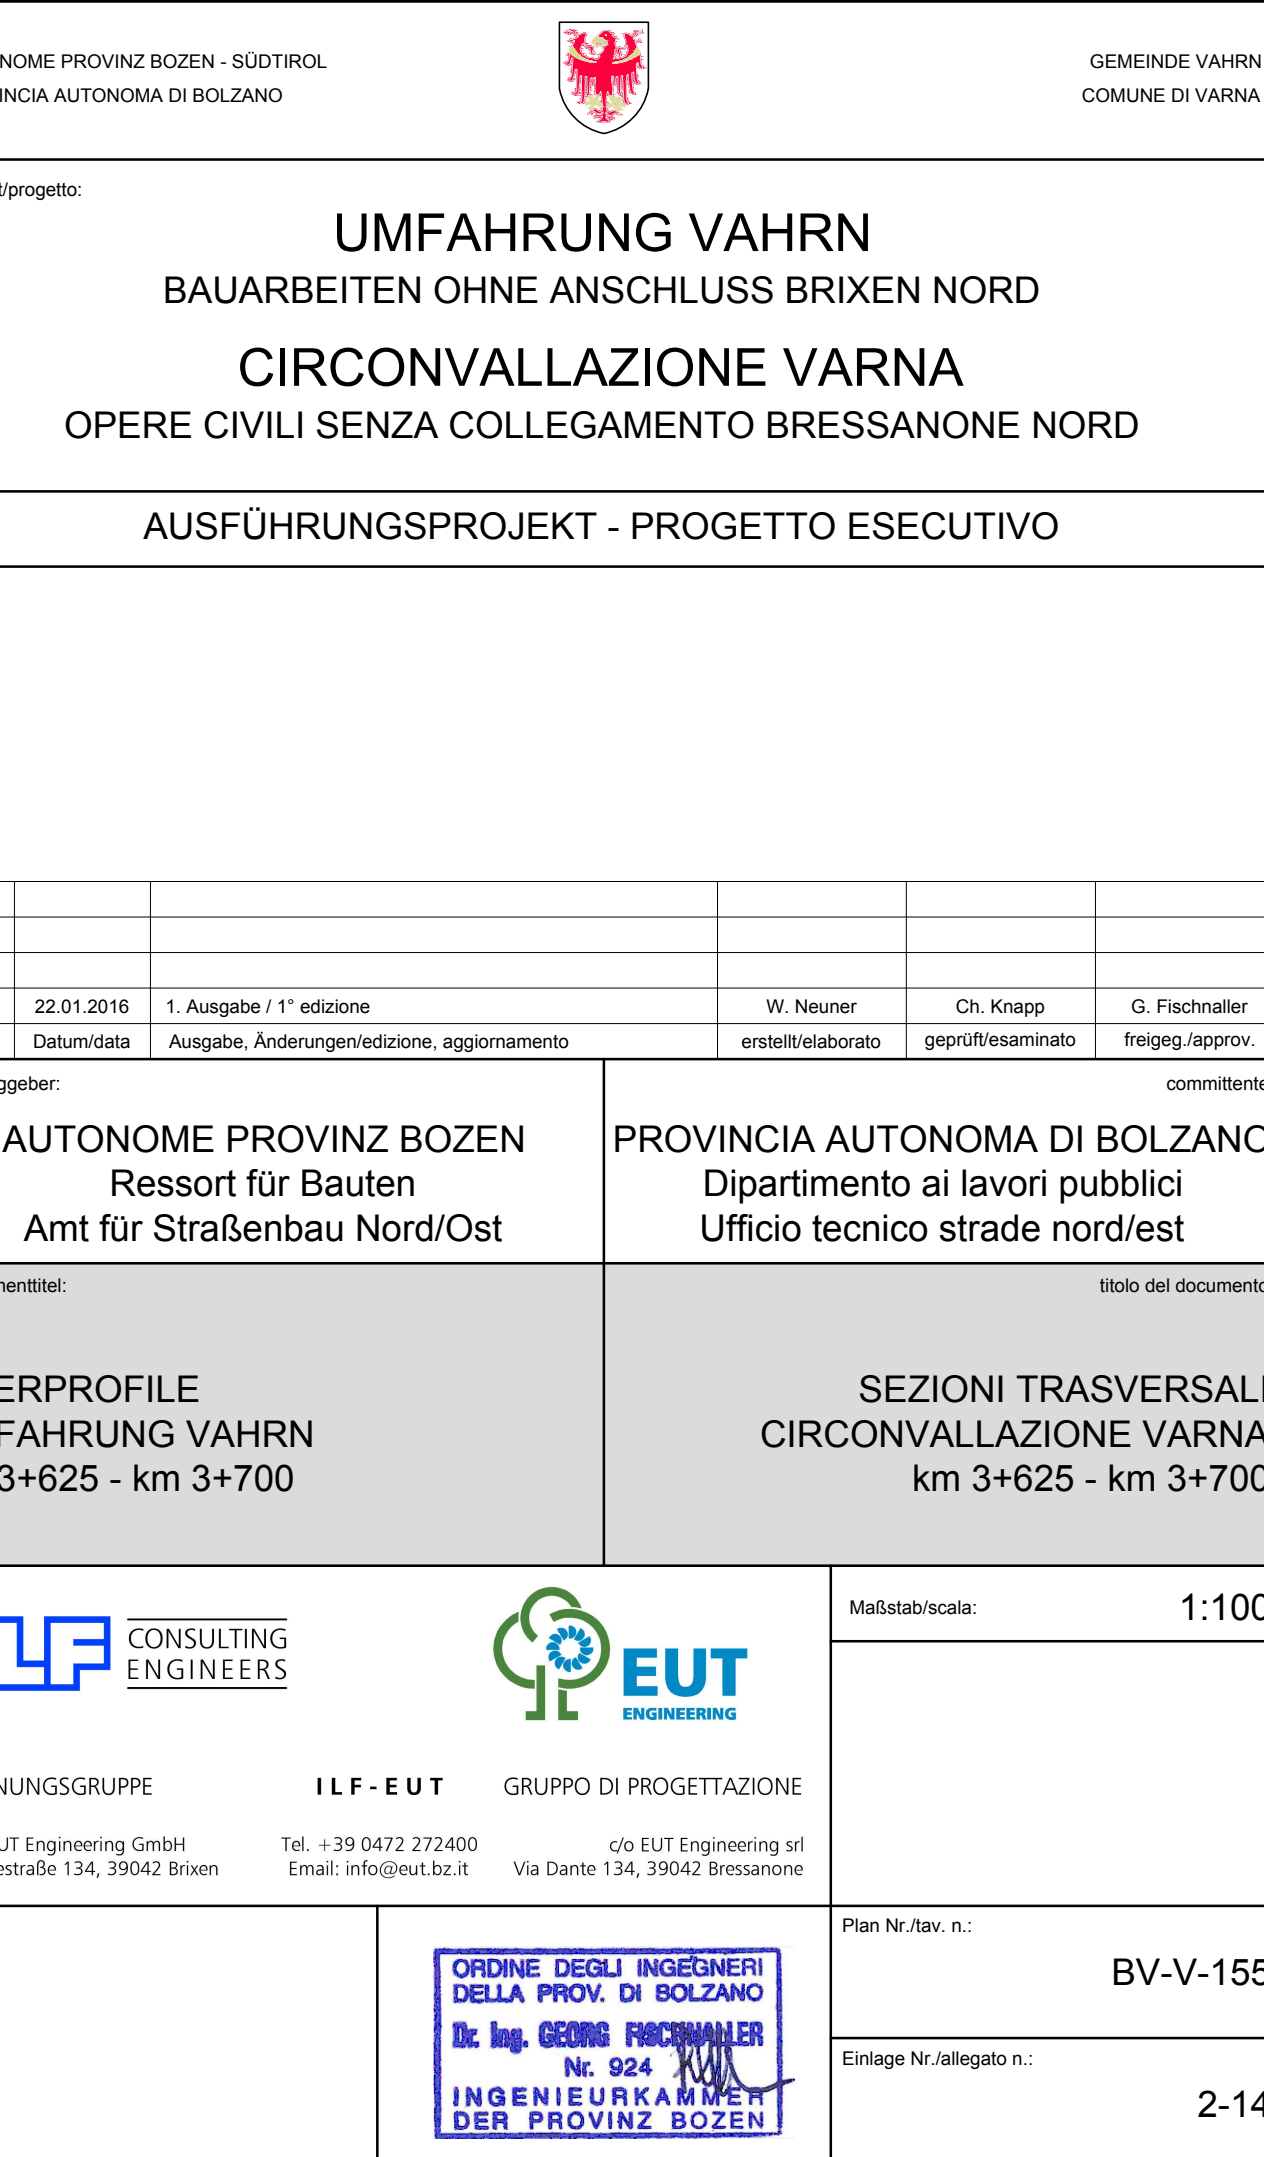 NOME PROVINZ BOZEN - SÜDTIROL
INCIA AUTONOMA DI BOLZANO
GEMEINDE VAHRN
COMUNE DI VARNA
t/progetto:
UMFAHRUNG VAHRN
BAUARBEITEN OHNE ANSCHLUSS BRIXEN NORD
CIRCONVALLAZIONE VARNA
OPERE CIVILI SENZA COLLEGAMENTO BRESSANONE NORD
AUSFÜHRUNGSPROJEKT - PROGETTO ESECUTIVO
22.01.2016 1. Ausgabe / 1° edizione W. Neuner Ch. Knapp G. Fischnaller
Datum/data Ausgabe, Änderungen/edizione, aggiornamento erstellt/elaborato geprüft/esaminato freigeg./approv.
ggeber:
AUTONOME PROVINZ BOZEN
Ressort für Bauten
Amt für Straßenbau Nord/Ost
committente
PROVINCIA AUTONOMA DI BOLZANO
Dipartimento ai lavori pubblici
Ufficio tecnico strade nord/est
menttitel:
ERPROFILE
FAHRUNG VAHRN
3+625 - km 3+700
titolo del documento
SEZIONI TRASVERSALI
CIRCONVALLAZIONE VARNA
km 3+625 - km 3+700
LF CONSULTING
ENGINEERS
EUT
ENGINEERING
NUNGSGRUPPE ILF-EUT GRUPPO DI PROGETTAZIONE
UT Engineering GmbH Tel. +39 0472 272400 c/o EUT Engineering srl
estraße 134, 39042 Brixen Email: info@eut.bz.it Via Dante 134, 39042 Bressanone
Maßstab/scala: 1:100
ORDINE DEGLI INGEGNERI
DELLA PROV. DI BOLZANO
Dr. Ing. GEORG FISCHNALLER
Nr. 924
INGENIEURKAMMER
DER PROVINZ BOZEN
Plan Nr./tav. n.:
BV-V-155
Einlage Nr./allegato n.:
2-14